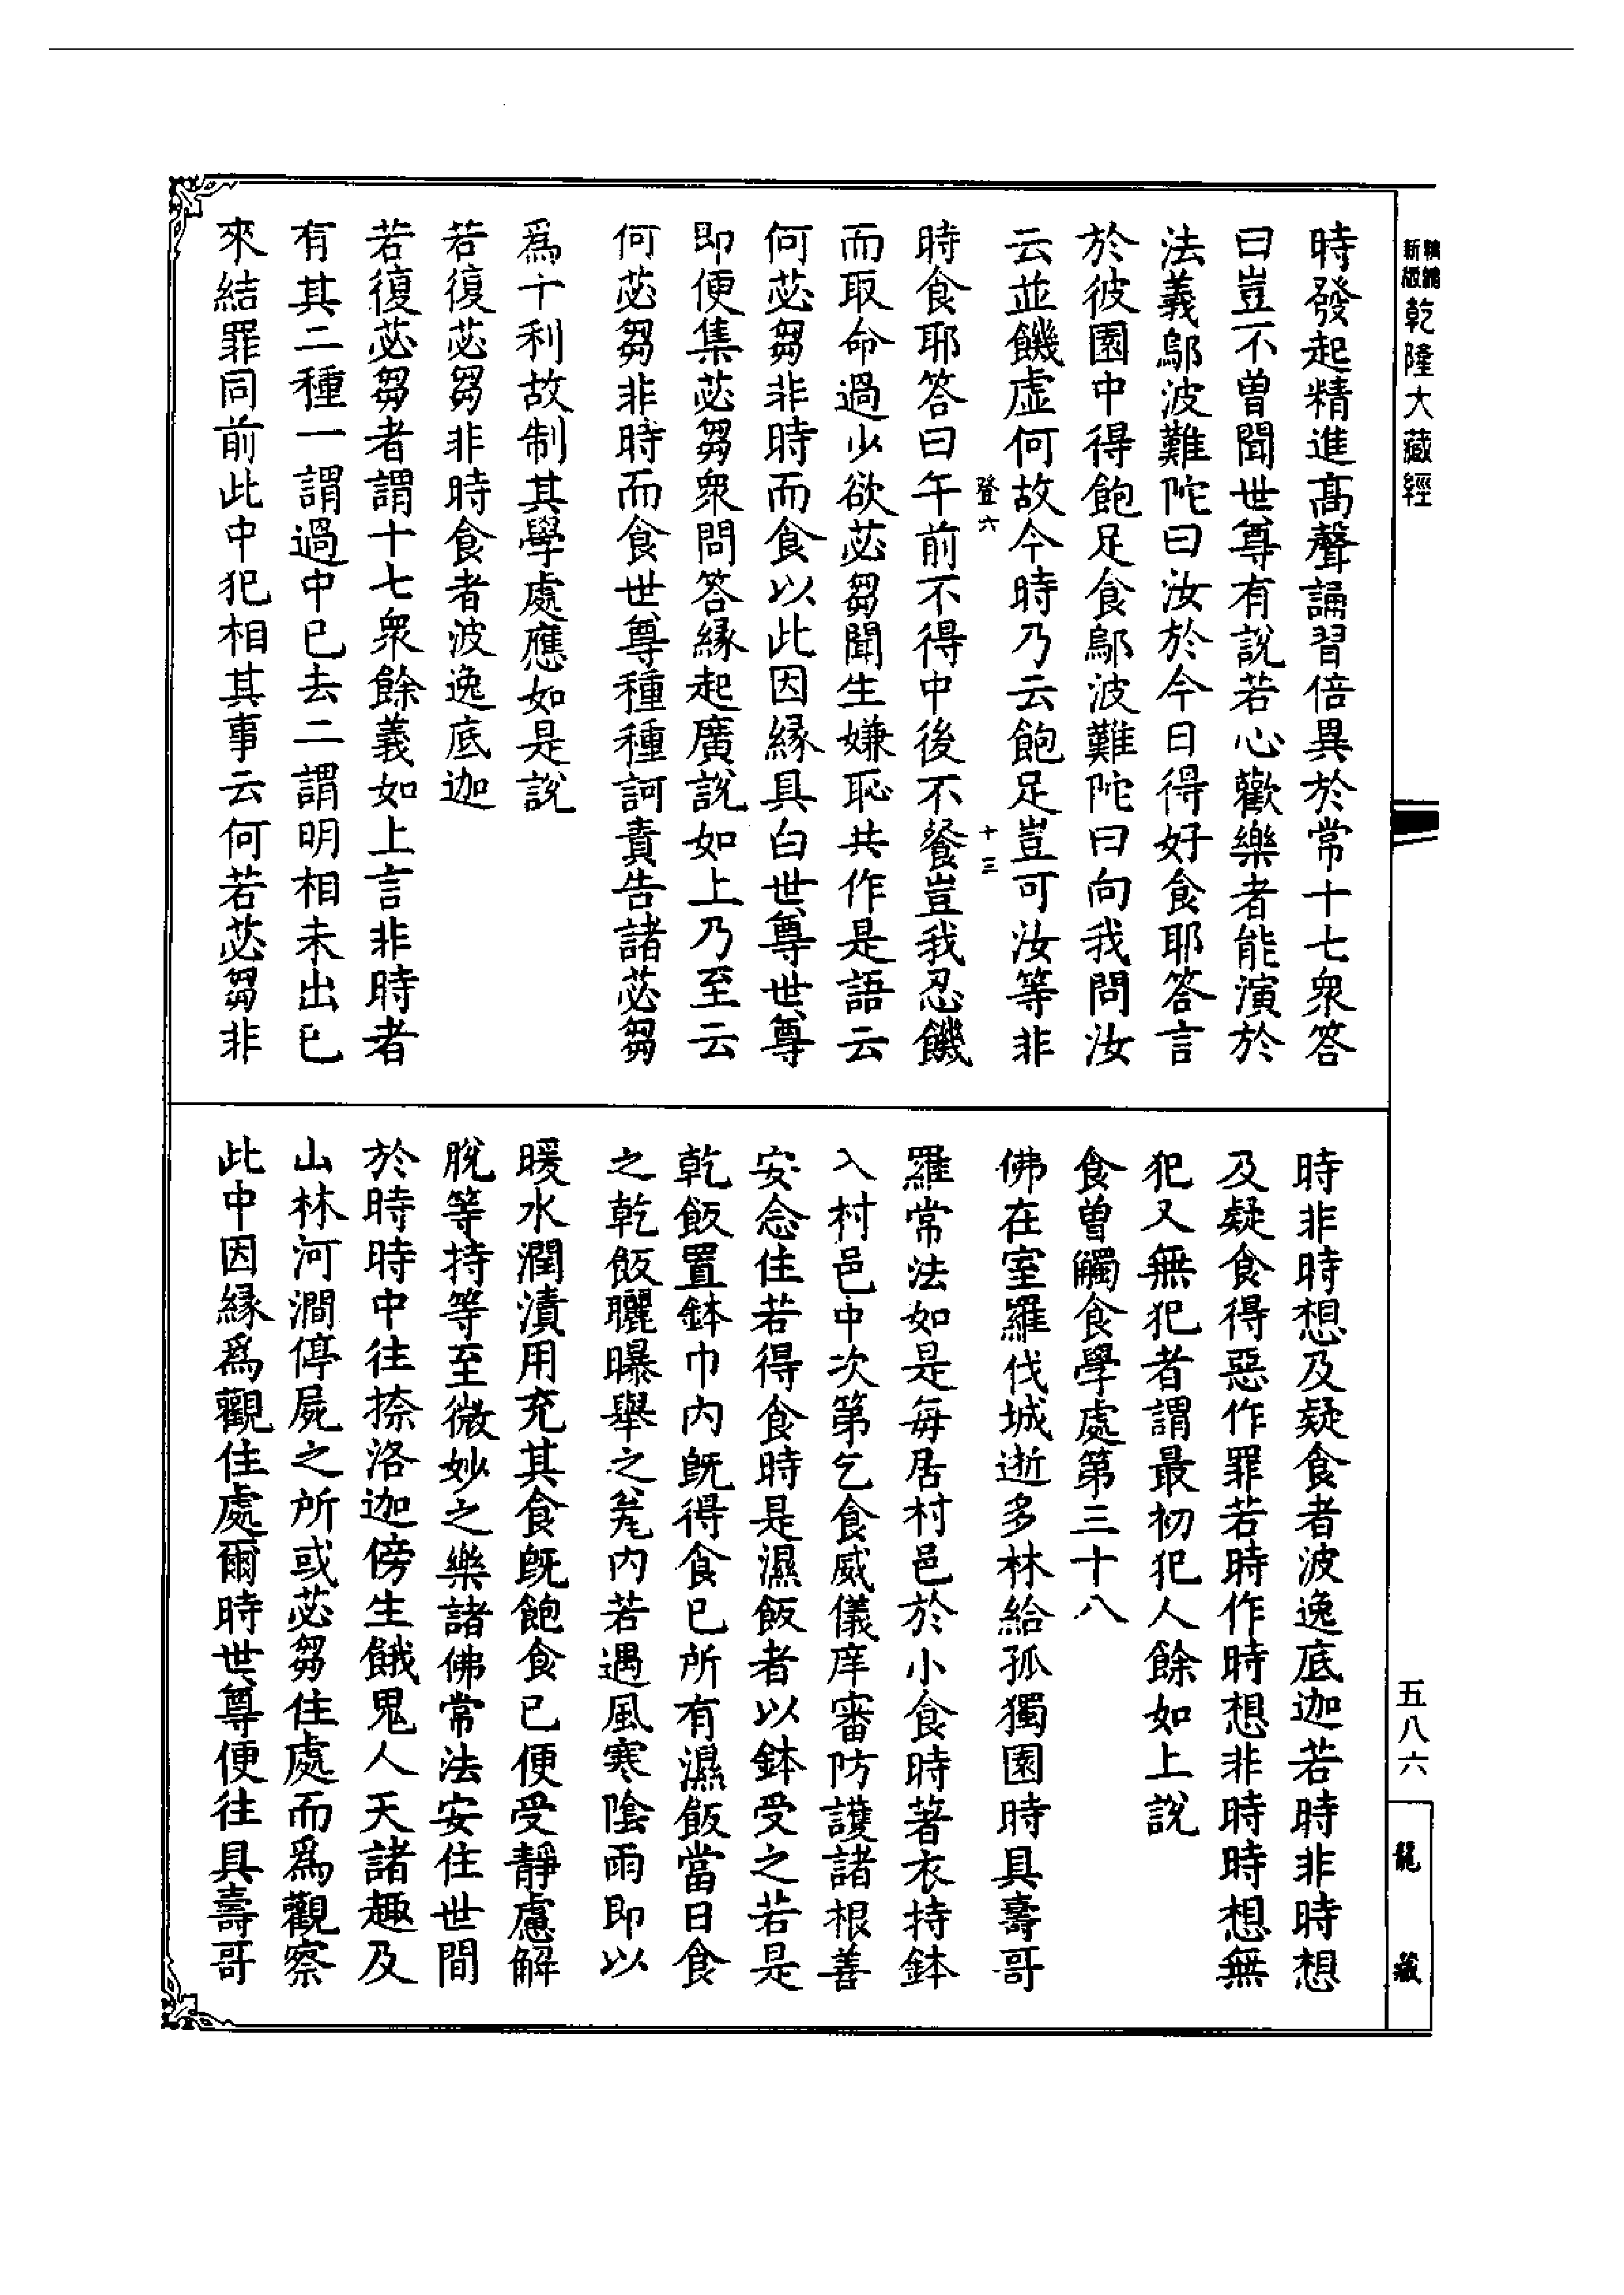 新編
新版
乾隆大藏經
時發起精進高聲誦習倍異於常十七衆答
曰豈不曾聞世尊有說若心歡樂者能演於
法義鄔波難陀曰汝於今日得好食耶答言
於彼園中得飽足食鄔波難陀曰向我問汝
云並饑虛何故今時乃云飽足豈可汝等非
登六
十三
時食耶答曰午前不得中後不餐豈我忍饑
而取命過少欲苾芻聞生嫌恥共作是語云
何苾芻非時而食以此因緣具白世尊世尊
即便集苾芻衆問答緣起廣說如上乃至云
何苾芻非時而食世尊種種訶責告諸苾芻
爲十利故制其學處應如是說
若復苾芻非時食者波逸底迦
若復苾芻者謂十七衆餘義如上言非時者
有其二種一謂過中已去二謂明相未出已
來結罪同前此中犯相其事云何若苾芻非
時非時想及疑食者波逸底迦若時非時想
及疑食得惡作罪若時作時想非時時想無
犯又無犯者謂最初犯人餘如上說
食曾觸食學處第三十八
佛在室羅伐城逝多林給孤獨園時具壽哥
羅常法如是每居村邑於小食時著衣持鉢
入村邑中次第乞食威儀庠審防護諸根善
安念住若得食時是濕飯者以鉢受之若是
乾飯置鉢巾內旣得食已所有濕飯當日食
之乾飯曬曝舉之瓮內若遇風寒陰雨即以
暖水潤漬用充其食旣飽食已便受靜慮解
脫等持等至微妙之樂諸佛常法安住世間
於時時中往捺洛迦傍生餓鬼人天諸趣及
山林河澗停屍之所或苾芻住處而爲觀察
此中因緣爲觀住處爾時世尊便往具壽哥
五八六
龍藏